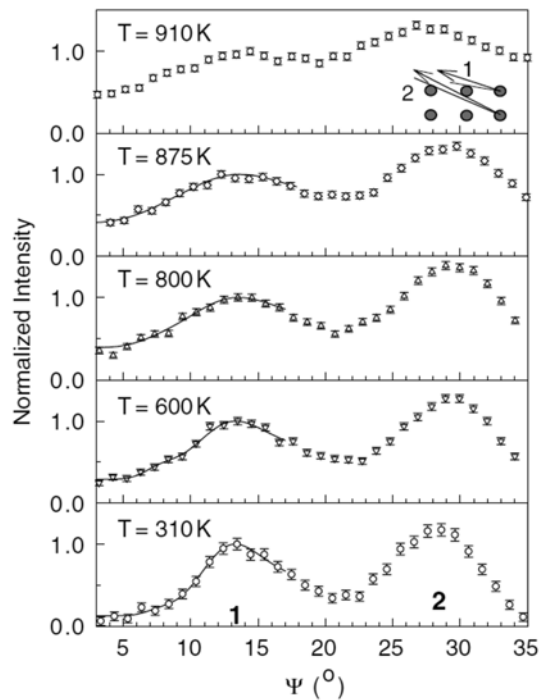 T = 910 K
1.0
1
2
0.0
T = 875 K
1.0
0.0
T = 800 K
1.0
0.0
T = 600 K
1.0
0.0
T = 310 K
1.0
1 2
0.0
5 10 15 20 25 30 35
Ψ (°)
Normalized Intensity